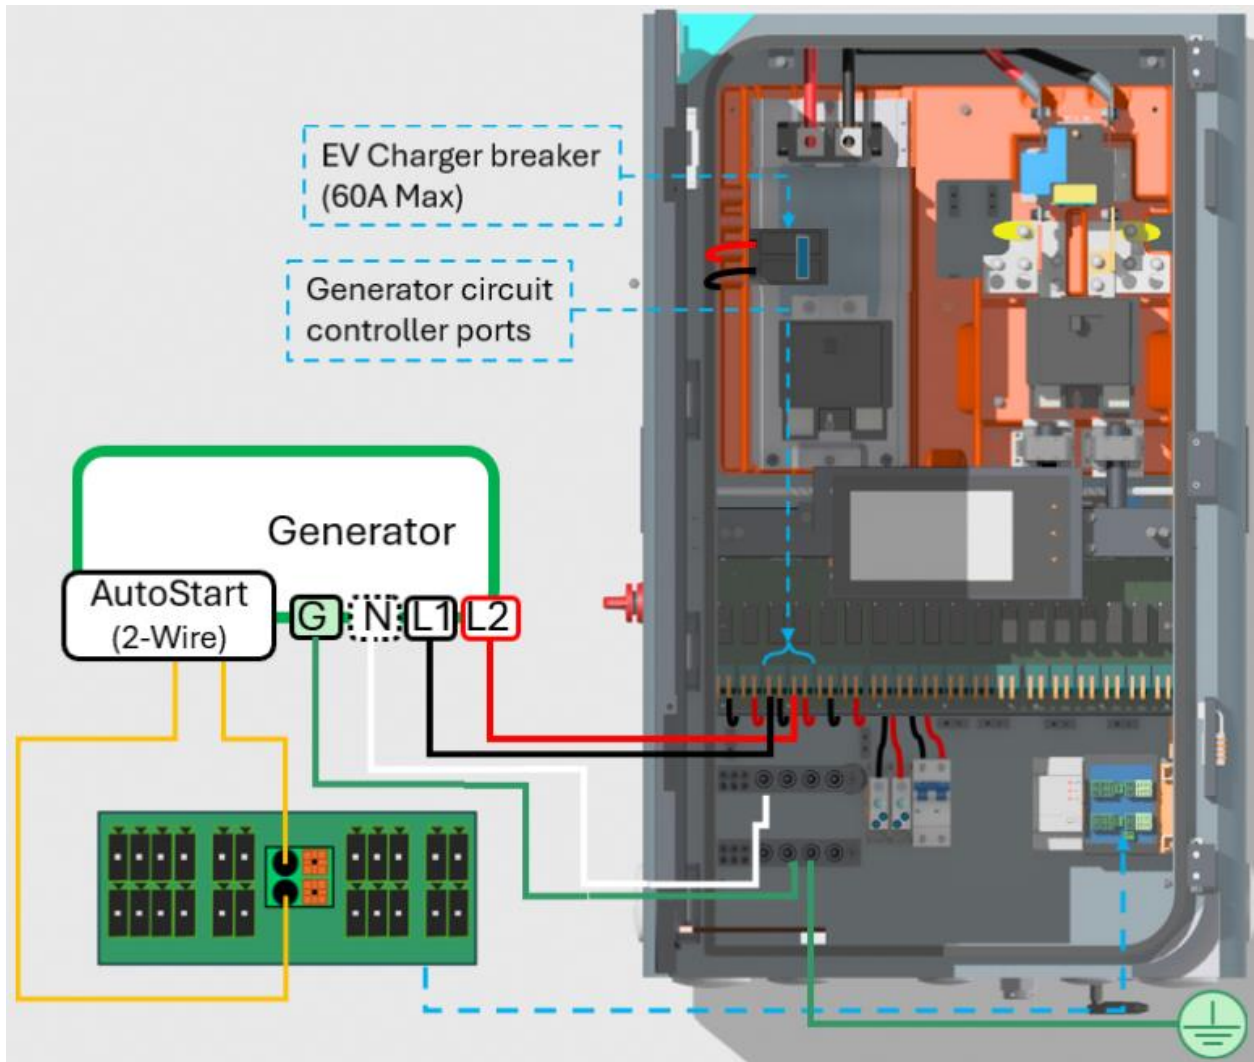 EV Charger breaker
(60A Max)
Generator circuit
controller ports
Generator
AutoStart
(2-Wire)
G
N
L1
L2